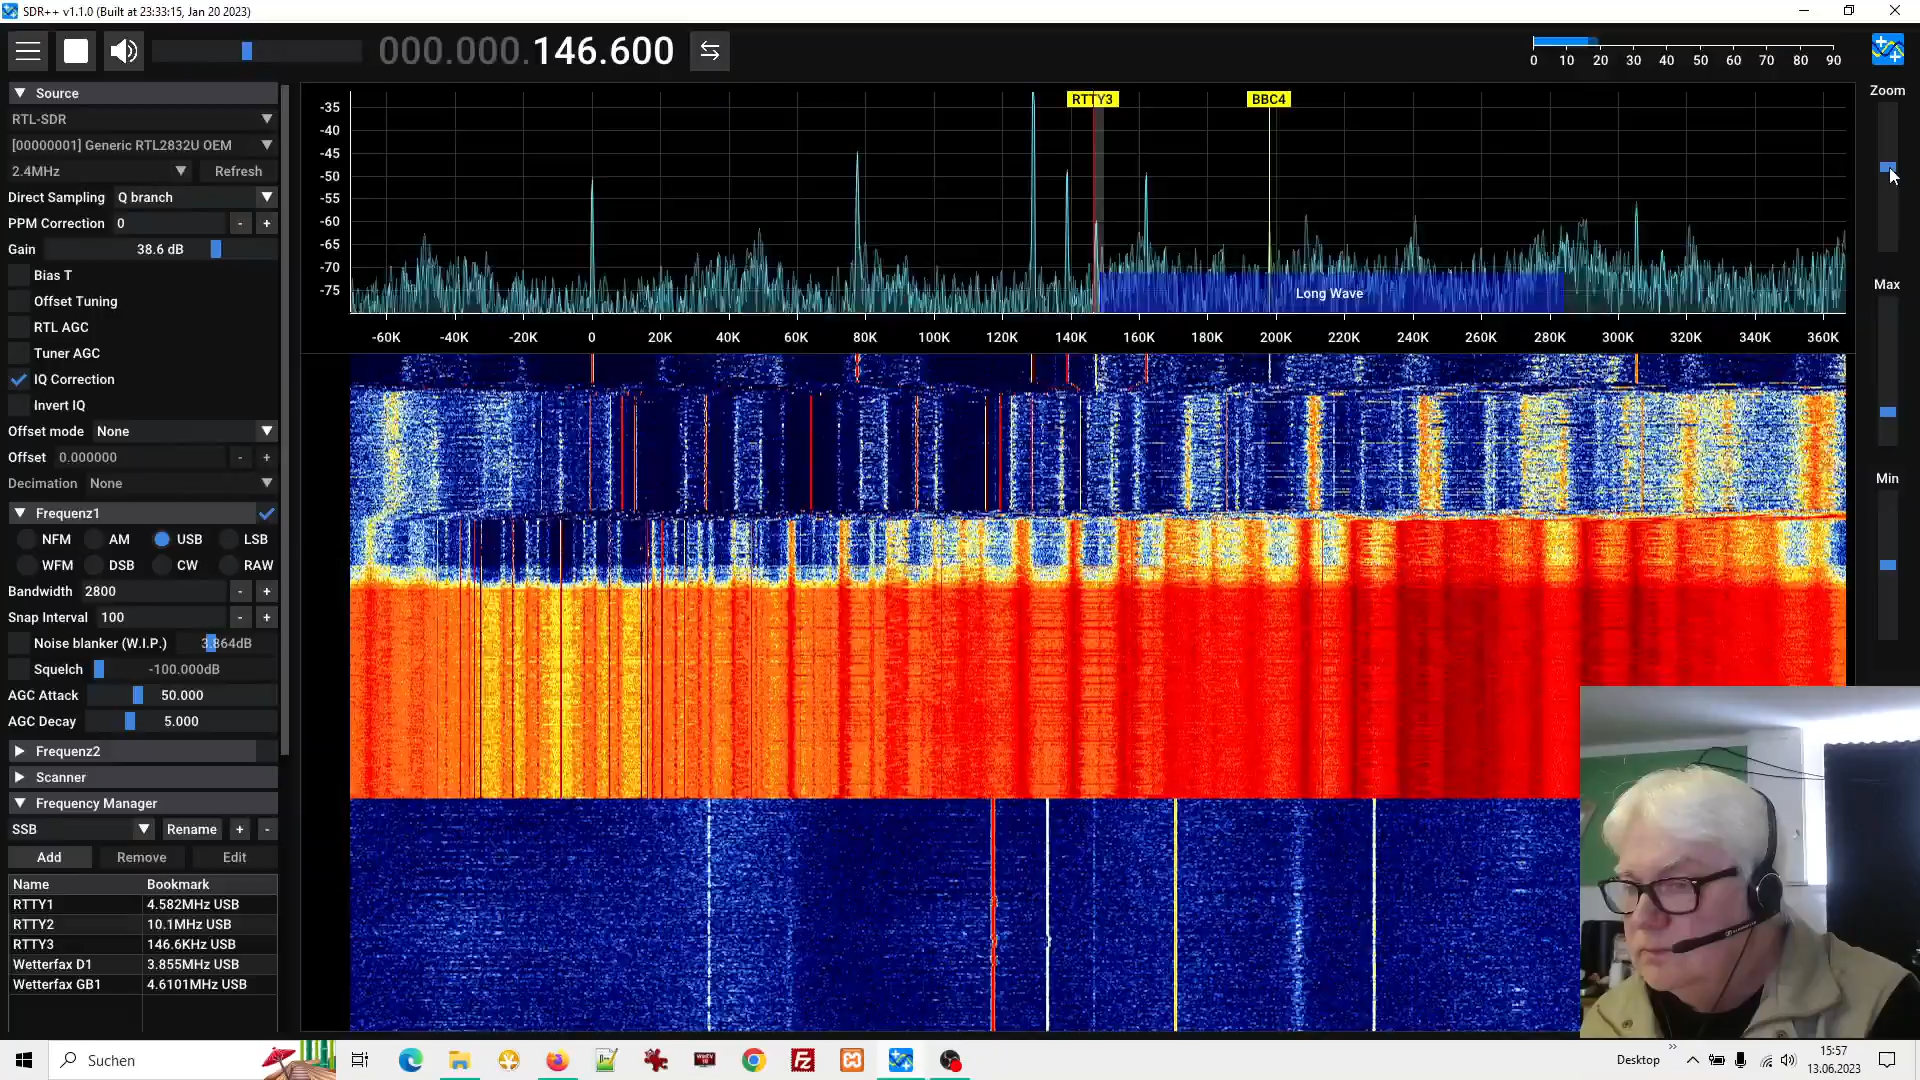 SDR++ v1.1.0 (Built at 23:33:15, Jan 20 2023)
000.000.146.600
0 10 20 30 40 50 60 70 80 90
Source
RTL-SDR
[00000001] Generic RTL2832U OEM
2.4MHz Refresh
Direct Sampling Q branch
PPM Correction 0 - +
Gain 38.6 dB
Bias T
Offset Tuning
RTL AGC
Tuner AGC
IQ Correction
Invert IQ
Offset mode None
Offset 0.000000 - +
Decimation None
Frequenz1
NFM AM USB LSB
WFM DSB CW RAW
Bandwidth 2800 - +
Snap Interval 100 - +
Noise blanker (W.I.P.) 3.864dB
Squelch -100.000dB
AGC Attack 50.000
AGC Decay 5.000
Frequenz2
Scanner
Frequency Manager
SSB Rename + -
Add Remove Edit
Name Bookmark
RTTY1 4.582MHz USB
RTTY2 10.1MHz USB
RTTY3 146.6KHz USB
Wetterfax D1 3.855MHz USB
Wetterfax GB1 4.6101MHz USB
RTTY3 BBC4
-35
-40
-45
-50
-55
-60
-65
-70
-75
Long Wave
-60K -40K -20K 0 20K 40K 60K 80K 100K 120K 140K 160K 180K 200K 220K 240K 260K 280K 300K 320K 340K 360K
Zoom
Max
Min
Suchen
Desktop
15:57
13.06.2023